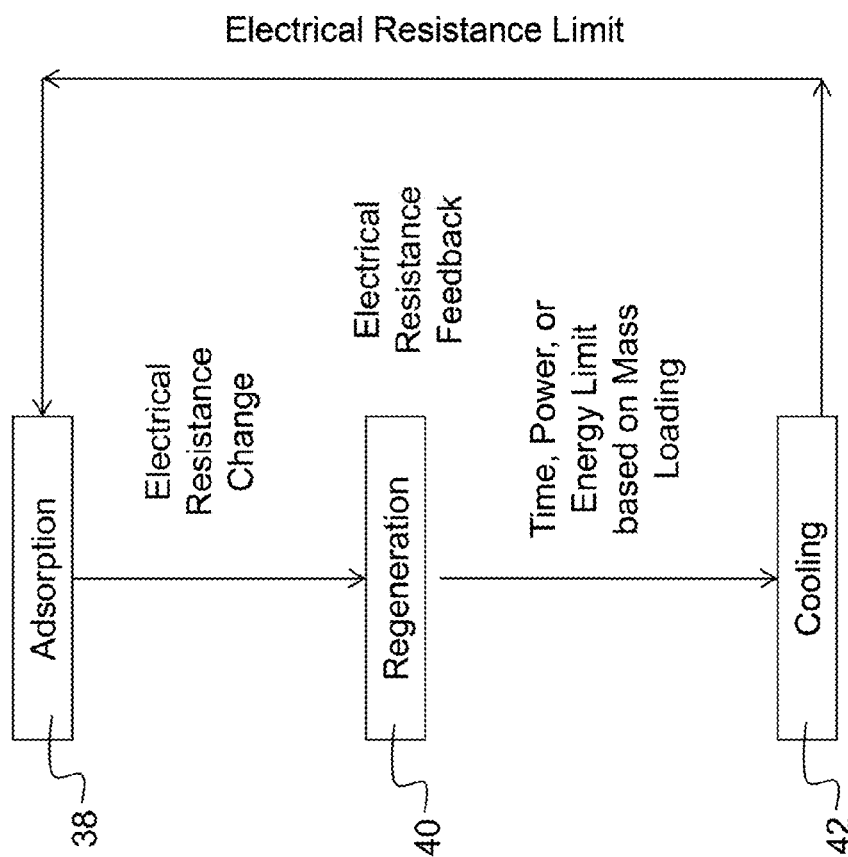 Electrical Resistance Limit
Adsorption
38
Electrical
Resistance
Change
Regeneration
40
Electrical
Resistance
Feedback
Time, Power, or
Energy Limit
based on Mass
Loading
Cooling
42